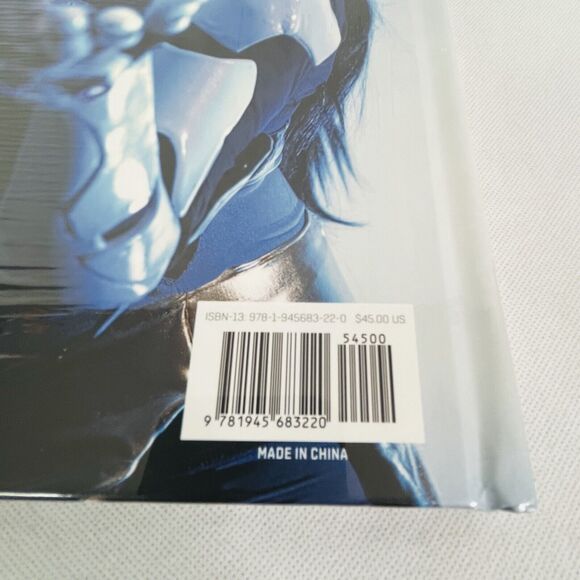 ISBN-13: 978-1-945683-22-0 $45.00 US
54500
9 781945 683220
MADE IN CHINA